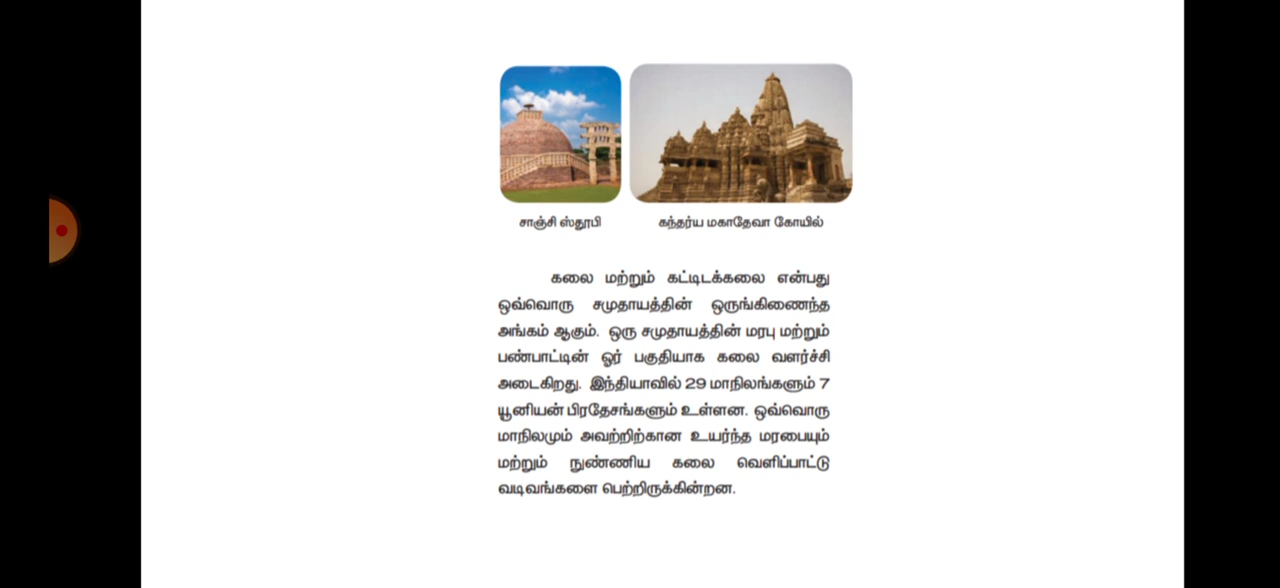 சாஞ்சி ஸ்தூபி
கந்தர்ய மகாதேவா கோயில்
கலை மற்றும் கட்டிடக்கலை என்பது
ஒவ்வொரு சமுதாயத்தின் ஒருங்கிணைந்த
அங்கம் ஆகும். ஒரு சமுதாயத்தின் மரபு மற்றும்
பண்பாட்டின் ஓர் பகுதியாக கலை வளர்ச்சி
அடைகிறது. இந்தியாவில் 29 மாநிலங்களும் 7
யூனியன் பிரதேசங்களும் உள்ளன. ஒவ்வொரு
மாநிலமும் அவற்றிற்கான உயர்ந்த மரபையும்
மற்றும் நுண்ணிய கலை வெளிப்பாட்டு
வடிவங்களை பெற்றிருக்கின்றன.